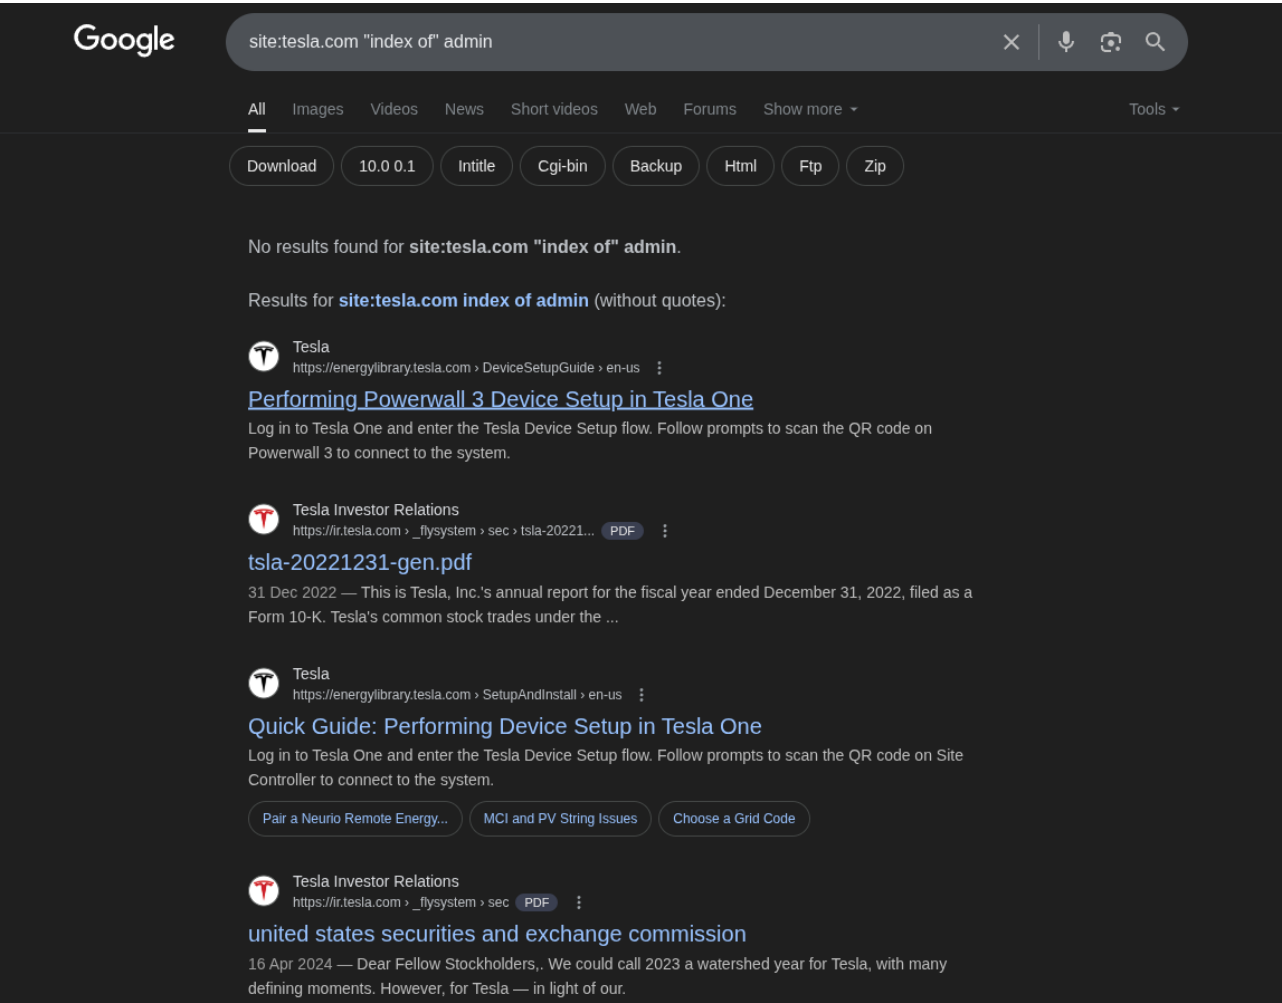 Google
site:tesla.com "index of" admin
All Images Videos News Short videos Web Forums Show more Tools
Download 10.0 0.1 Intitle Cgi-bin Backup Html Ftp Zip
No results found for site:tesla.com "index of" admin.
Results for site:tesla.com index of admin (without quotes):
Tesla
https://energylibrary.tesla.com › DeviceSetupGuide › en-us
Performing Powerwall 3 Device Setup in Tesla One
Log in to Tesla One and enter the Tesla Device Setup flow. Follow prompts to scan the QR code on
Powerwall 3 to connect to the system.
Tesla Investor Relations
https://ir.tesla.com › _flysystem › sec › tsla-20221... PDF
tsla-20221231-gen.pdf
31 Dec 2022 — This is Tesla, Inc.'s annual report for the fiscal year ended December 31, 2022, filed as a
Form 10-K. Tesla's common stock trades under the ...
Tesla
https://energylibrary.tesla.com › SetupAndInstall › en-us
Quick Guide: Performing Device Setup in Tesla One
Log in to Tesla One and enter the Tesla Device Setup flow. Follow prompts to scan the QR code on Site
Controller to connect to the system.
Pair a Neurio Remote Energy... MCI and PV String Issues Choose a Grid Code
Tesla Investor Relations
https://ir.tesla.com › _flysystem › sec PDF
united states securities and exchange commission
16 Apr 2024 — Dear Fellow Stockholders,. We could call 2023 a watershed year for Tesla, with many
defining moments. However, for Tesla — in light of our.